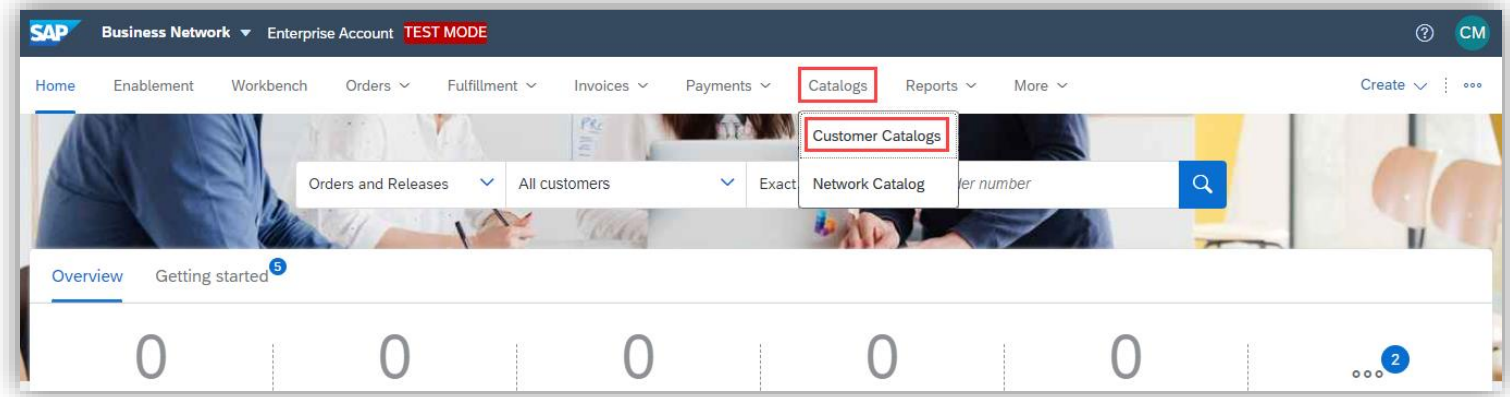 SAP Business Network Enterprise Account TEST MODE ? CM
Home Enablement Workbench Orders Fulfillment Invoices Payments Catalogs Reports More Create
Customer Catalogs
Orders and Releases All customers Exact Network Catalog der number
Overview Getting started 5
0 0 0 0 0 2